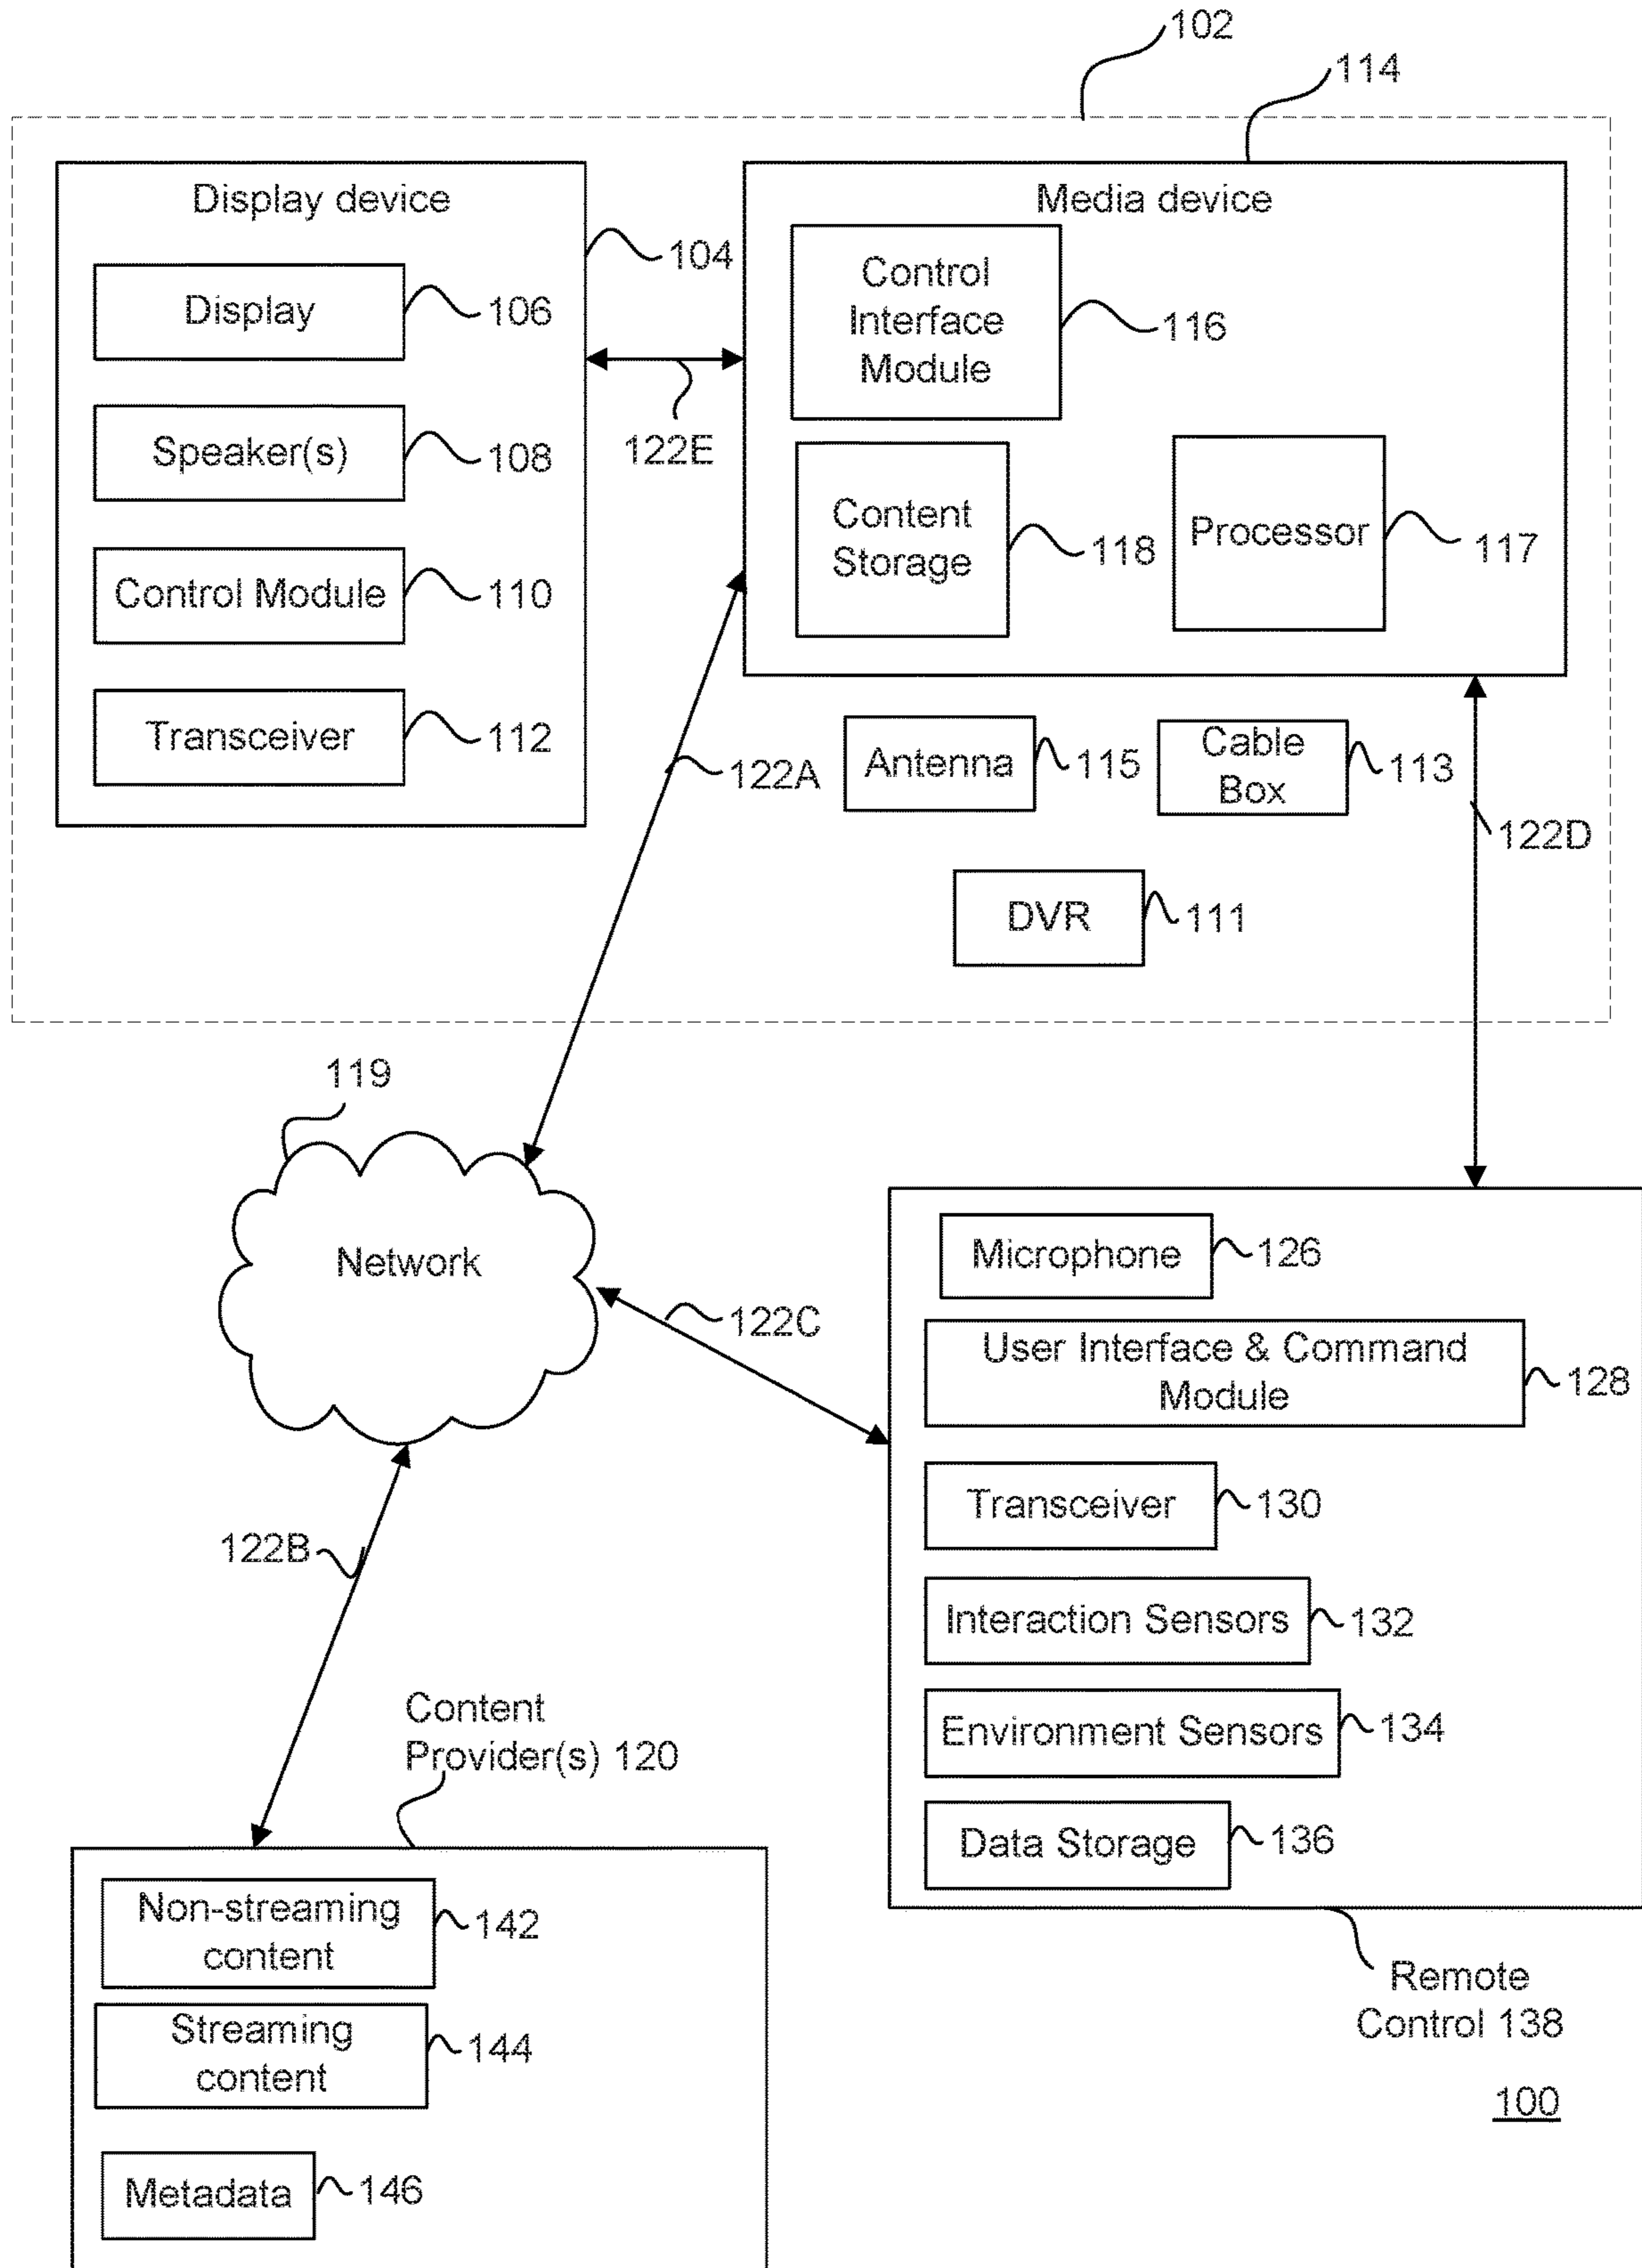 102
114
Display device
104
Display
106
Speaker(s)
108
Control Module
110
Transceiver
112
122E
Media device
Control
Interface
Module
116
Content
Storage
118
Processor
117
122A
Antenna
115
Cable
Box
113
122D
DVR
111
119
Network
122C
122B
Microphone
126
User Interface & Command
Module
128
Transceiver
130
Interaction Sensors
132
Environment Sensors
134
Data Storage
136
Remote
Control 138
Content
Provider(s) 120
Non-streaming
content
142
Streaming
content
144
Metadata
146
100